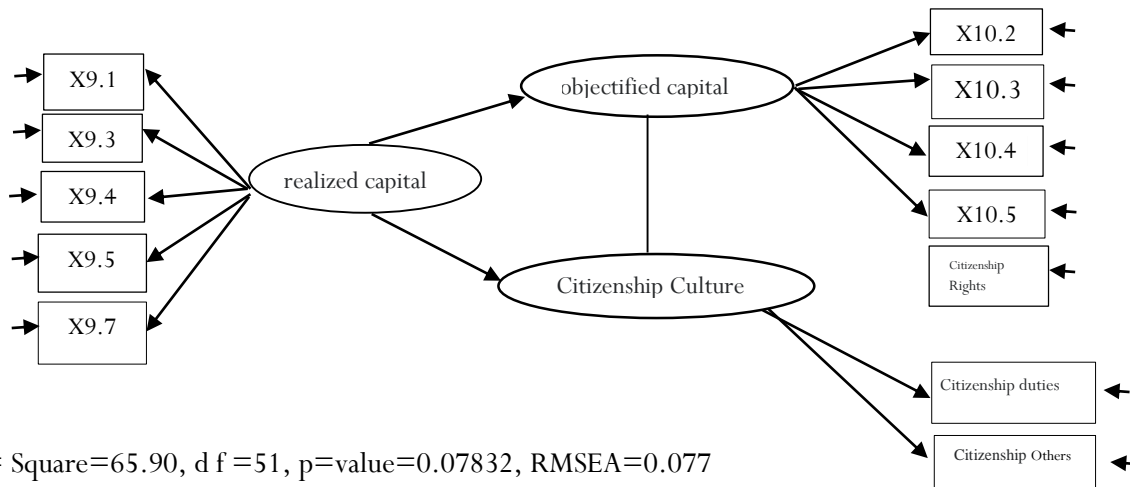 X9.1
X9.3
X9.4
X9.5
X9.7
realized capital
objectified capital
Citizenship Culture
X10.2
X10.3
X10.4
X10.5
Citizenship
Rights
Citizenship duties
Citizenship Others
Square=65.90, d f =51, p=value=0.07832, RMSEA=0.077